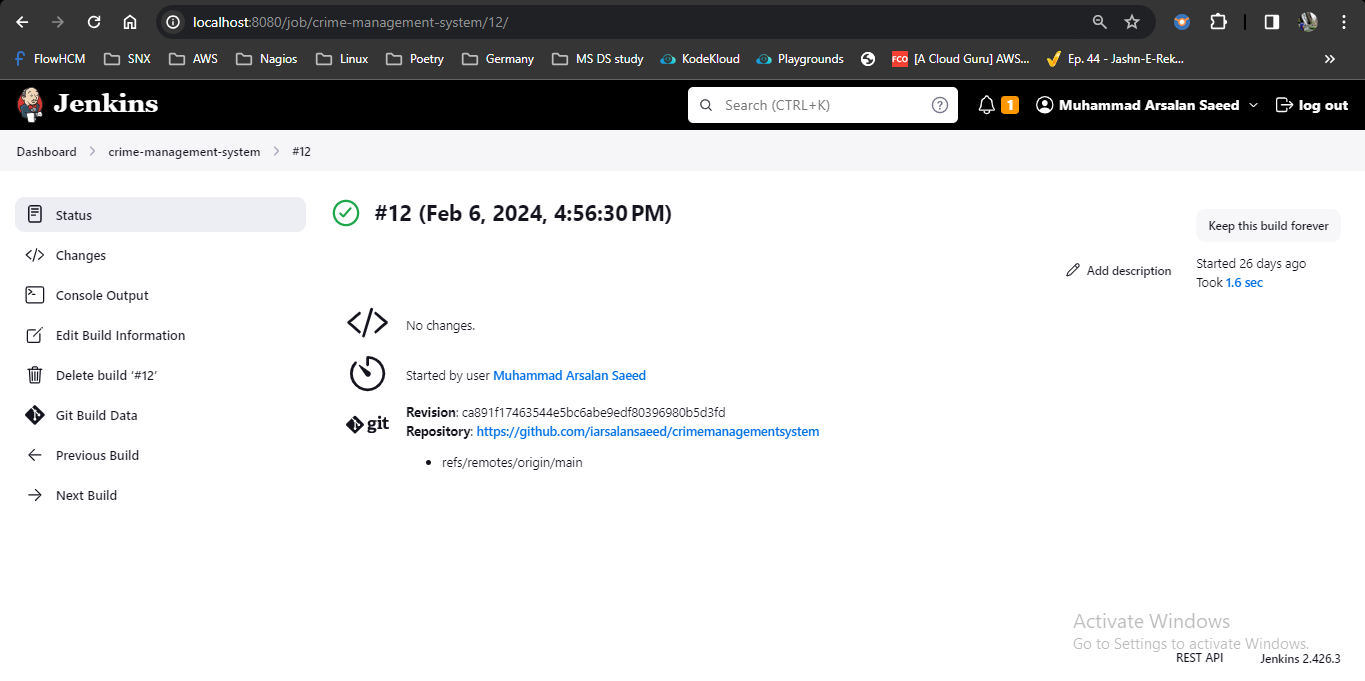 localhost:8080/job/crime-management-system/12/
FlowHCM SNX AWS Nagios Linux Poetry Germany MS DS study KodeKloud Playgrounds FCO [A Cloud Guru] AWS... Ep. 44 - Jashn-E-Rek... »
Jenkins Search (CTRL+K) ? 1 Muhammad Arsalan Saeed log out
Dashboard > crime-management-system > #12
Status
Changes
Console Output
Edit Build Information
Delete build ‘#12’
Git Build Data
Previous Build
Next Build
#12 (Feb 6, 2024, 4:56:30 PM)
Keep this build forever
Add description
Started 26 days ago
Took 1.6 sec
No changes.
Started by user Muhammad Arsalan Saeed
git
Revision: ca891f17463544e5bc6abe9edf80396980b5d3fd
Repository: https://github.com/iarsalansaeed/crimemanagementsystem
• refs/remotes/origin/main
Activate Windows
Go to Settings to activate Windows.
REST API Jenkins 2.426.3